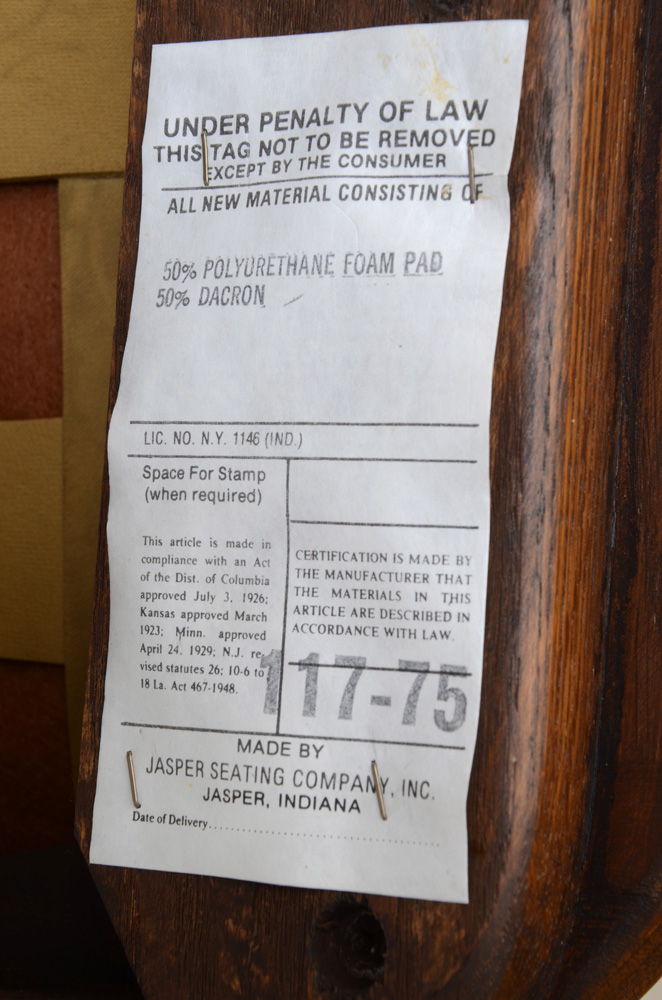 UNDER PENALTY OF LAW
THIS TAG NOT TO BE REMOVED
EXCEPT BY THE CONSUMER
ALL NEW MATERIAL CONSISTING OF
50% POLYURETHANE FOAM PAD
50% DACRON
LIC. NO. N.Y. 1146 (IND.)
Space For Stamp
(when required)
This article is made in
compliance with an Act
of the Dist. of Columbia
approved July 3, 1926;
Kansas approved March
1923; Minn. approved
April 24, 1929; N.J. re-
vised statutes 26; 10-6 to
18 La. Act 467-1948.
CERTIFICATION IS MADE BY
THE MANUFACTURER THAT
THE MATERIALS IN THIS
ARTICLE ARE DESCRIBED IN
ACCORDANCE WITH LAW.
117-75
MADE BY
JASPER SEATING COMPANY, INC.
JASPER, INDIANA
Date of Delivery